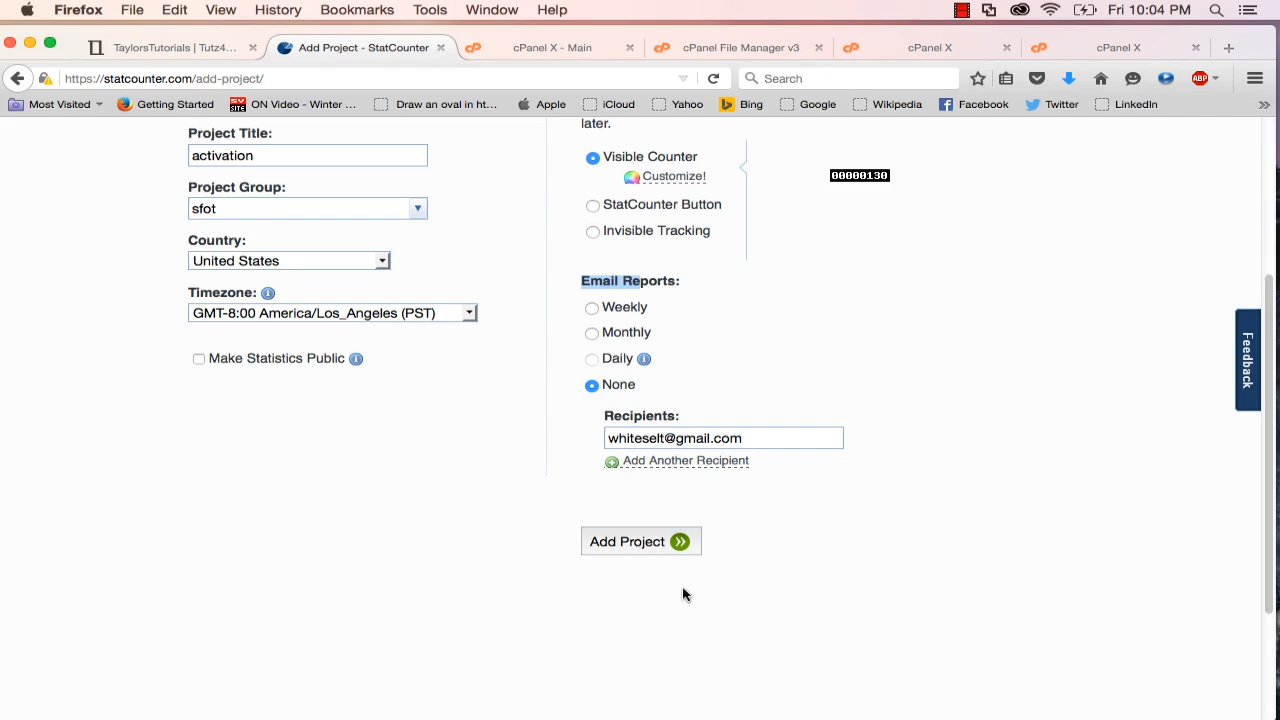 Firefox File Edit View History Bookmarks Tools Window Help Fri 10:04 PM
TaylorsTutorials | Tutz4... × Add Project - StatCounter × cPanel X - Main × cPanel File Manager v3 × cPanel X × cPanel X × +
https://statcounter.com/add-project/ Search ABP
Most Visited Getting Started ON Video - Winter ... Draw an oval in ht... Apple iCloud Yahoo Bing Google Wikipedia Facebook Twitter LinkedIn »
later.
Project Title:
activation
Project Group:
sfot
Country:
United States
Timezone:
GMT-8:00 America/Los_Angeles (PST)
Make Statistics Public
Visible Counter
Customize!
00000130
StatCounter Button
Invisible Tracking
Email Reports:
Weekly
Monthly
Daily
None
Recipients:
whiteselt@gmail.com
Add Another Recipient
Add Project
Feedback